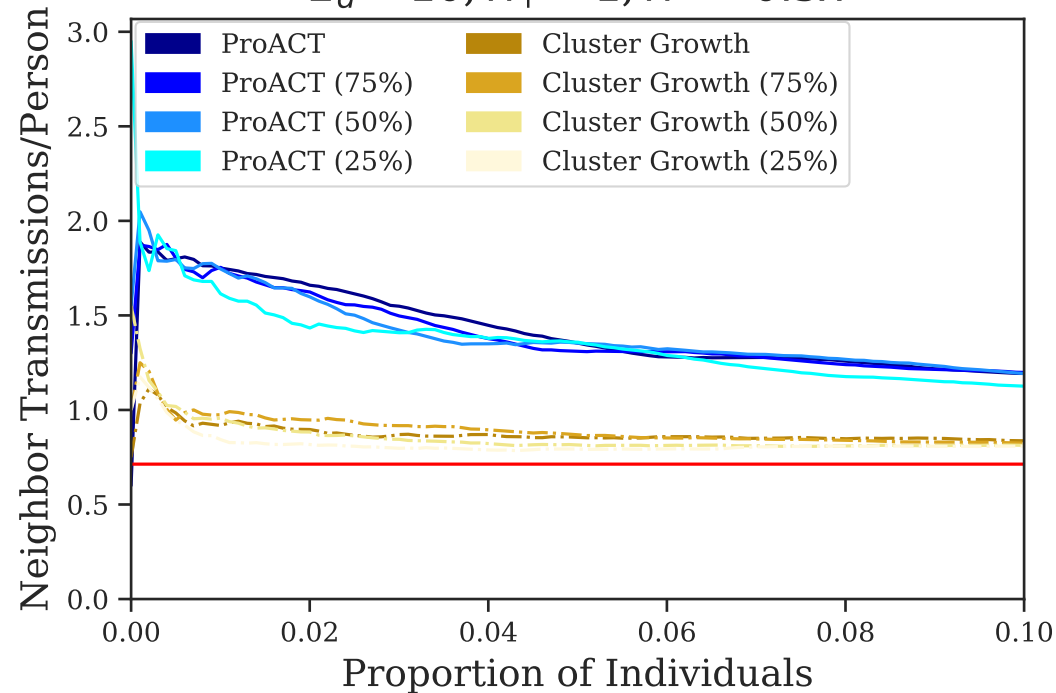 Neighbor Transmissions/Person
3.0
2.5
2.0
1.5
1.0
0.5
0.0
ProACT
ProACT (75%)
ProACT (50%)
ProACT (25%)
Cluster Growth
Cluster Growth (75%)
Cluster Growth (50%)
Cluster Growth (25%)
0.00 0.02 0.04 0.06 0.08 0.10
Proportion of Individuals